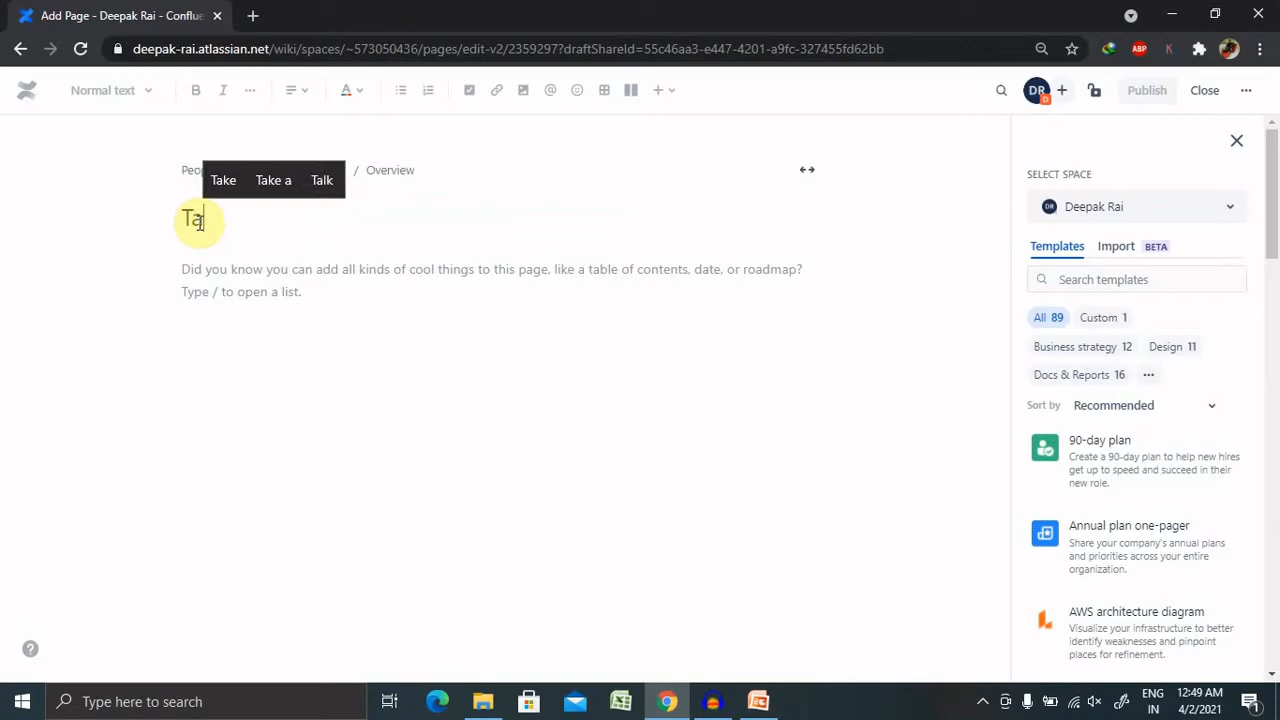 Add Page - Deepak Rai - Conflue
deepak-rai.atlassian.net/wiki/spaces/~573050436/pages/edit-v2/2359297?draftShareId=55c46aa3-e447-4201-a9fc-327455fd62bb
ABP
K
Normal text
B
I
A
DR
D
Publish
Close
Peop / Overview
Take Take a Talk
Ta
Did you know you can add all kinds of cool things to this page, like a table of contents, date, or roadmap?
Type / to open a list.
SELECT SPACE
DR Deepak Rai
Templates Import BETA
Search templates
All 89 Custom 1
Business strategy 12 Design 11
Docs & Reports 16
Sort by Recommended
90-day plan
Create a 90-day plan to help new hires
get up to speed and succeed in their
new role.
Annual plan one-pager
Share your company's annual plans
and priorities across your entire
organization.
AWS architecture diagram
Visualize your infrastructure to better
identify weaknesses and pinpoint
places for refinement.
Type here to search
ENG
IN
12:49 AM
4/2/2021
1